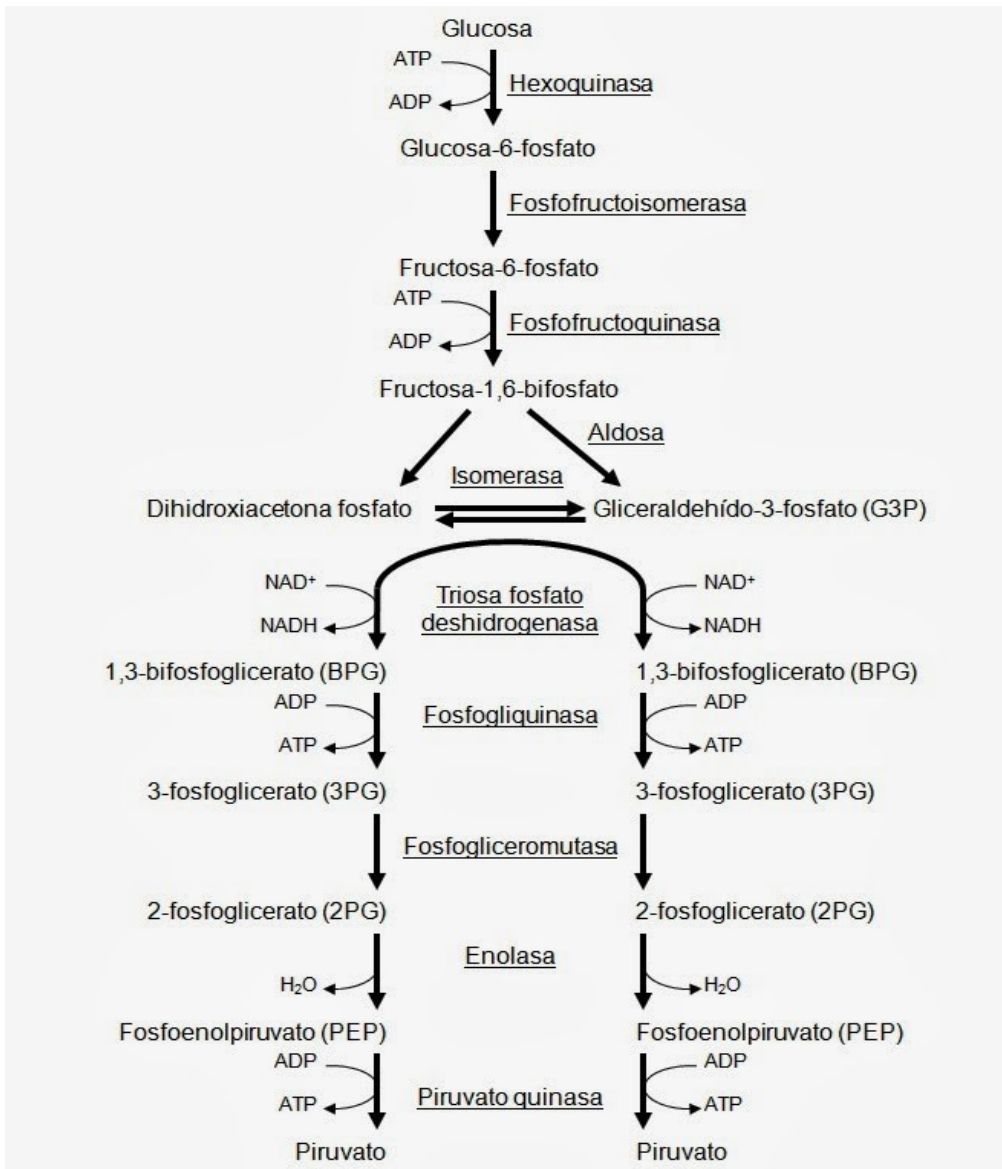 Glucosa
ATP
Hexoquinasa
ADP
Glucosa-6-fosfato
Fosfofructoisomerasa
Fructosa-6-fosfato
ATP
Fosfofructoquinasa
ADP
Fructosa-1,6-bifosfato
Aldosa
Isomerasa
Dihidroxiacetona fosfato
Gliceraldehído-3-fosfato (G3P)
NAD+
NAD+
Triosa fosfato
deshidrogenasa
NADH
NADH
1,3-bifosfoglicerato (BPG)
1,3-bifosfoglicerato (BPG)
ADP
ADP
Fosfogliquinasa
ATP
ATP
3-fosfoglicerato (3PG)
3-fosfoglicerato (3PG)
Fosfogliceromutasa
2-fosfoglicerato (2PG)
2-fosfoglicerato (2PG)
Enolasa
H2O
H2O
Fosfoenolpiruvato (PEP)
Fosfoenolpiruvato (PEP)
ADP
ADP
Piruvato quinasa
ATP
ATP
Piruvato
Piruvato